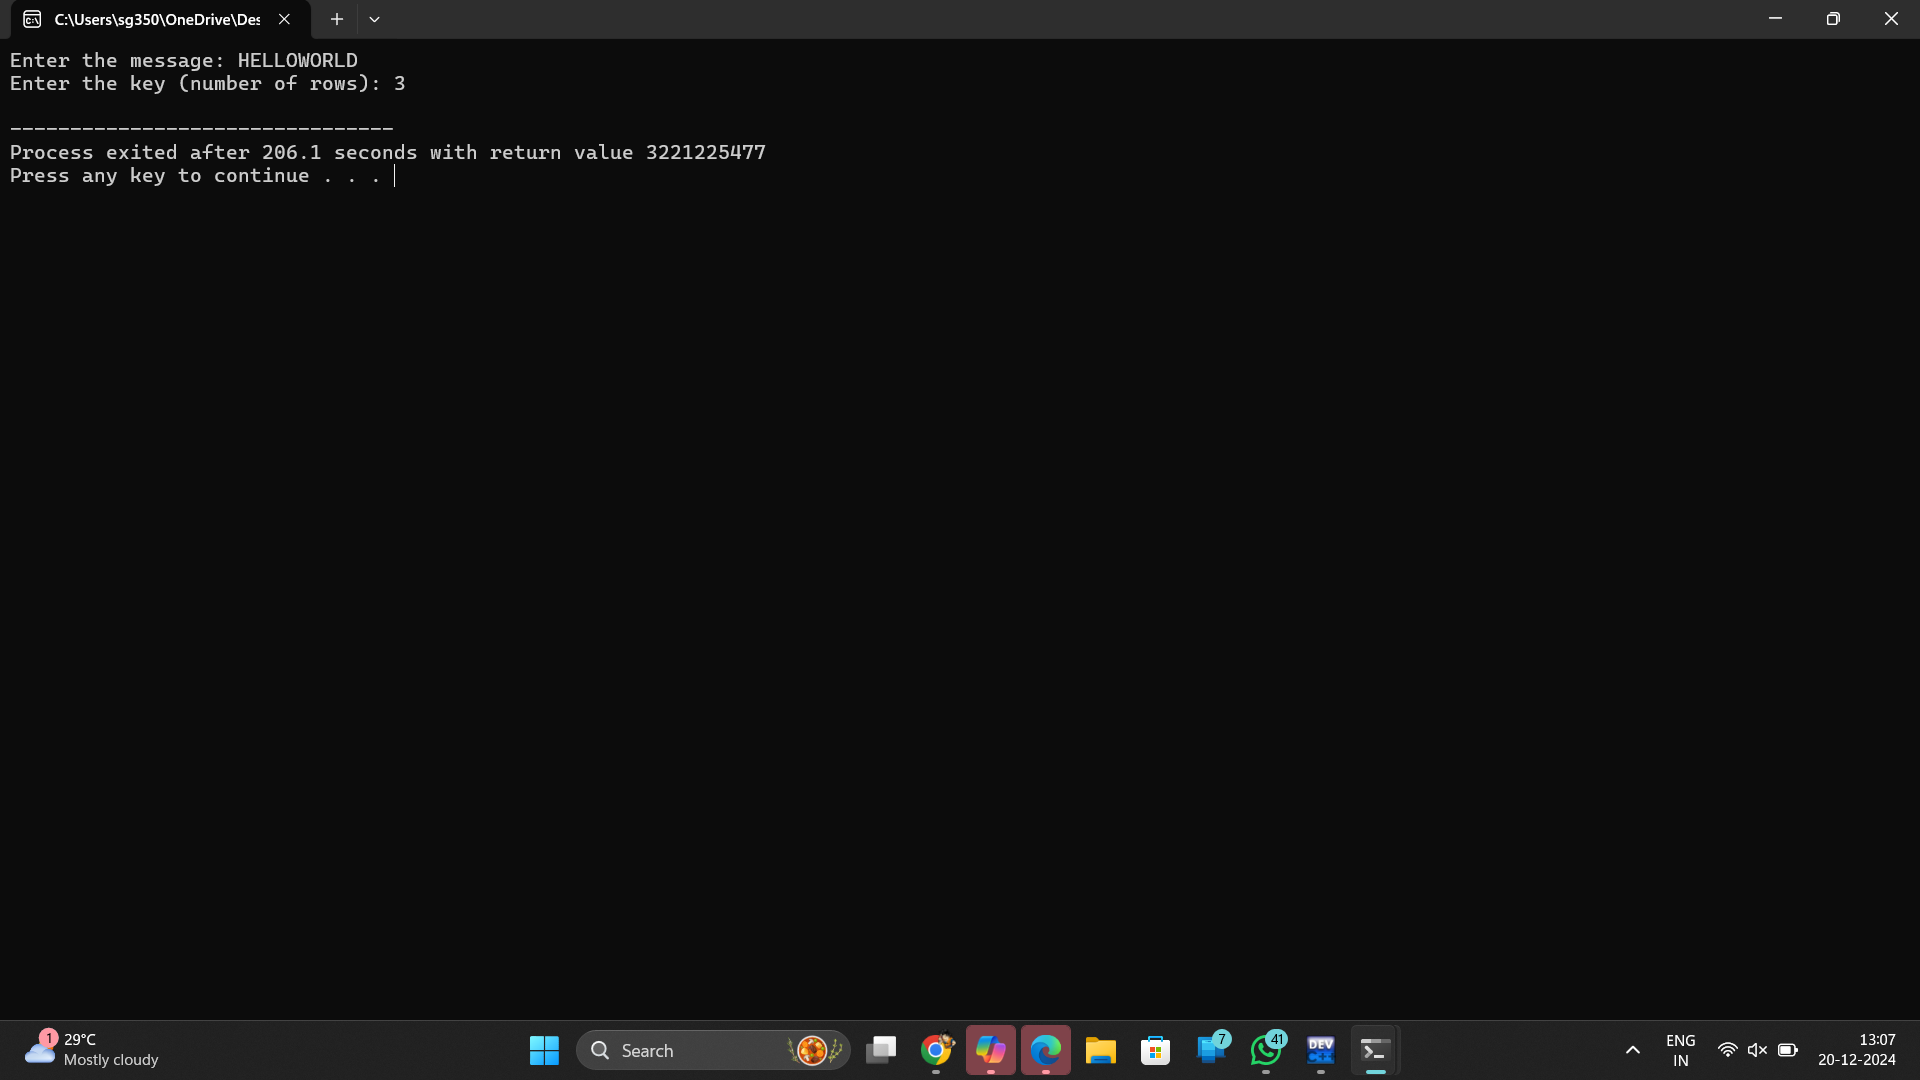 C:\Users\sg350\OneDrive\Des
Enter the message: HELLOWORLD
Enter the key (number of rows): 3
--------------------------------
Process exited after 206.1 seconds with return value 3221225477
Press any key to continue . . .
1
29°C
Mostly cloudy
Search
7
41
DEV
C++
ENG
IN
13:07
20-12-2024